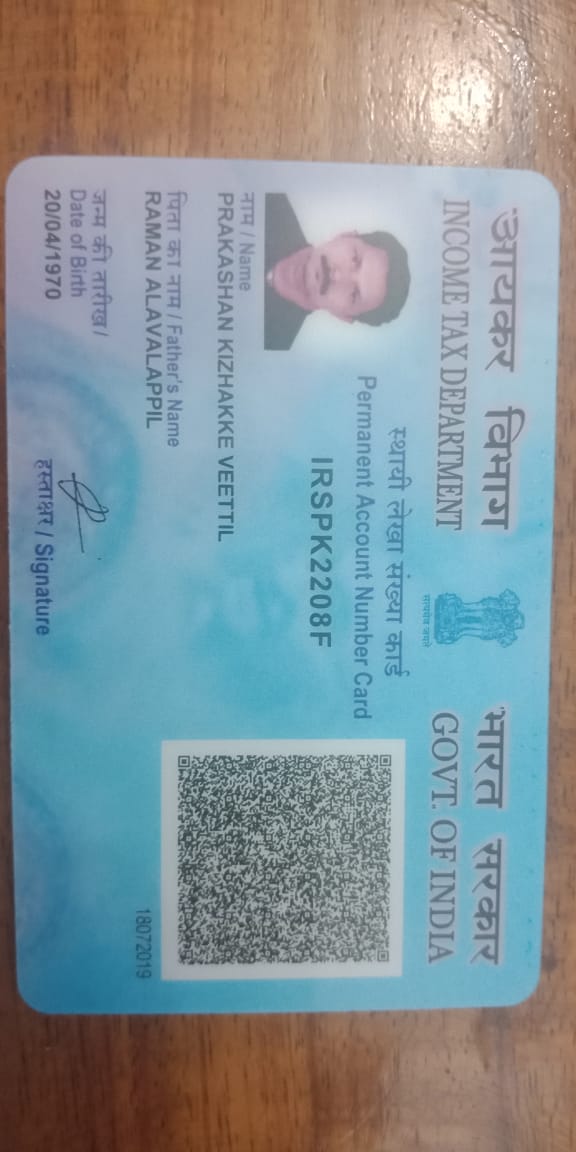 आयकर विभाग
INCOME TAX DEPARTMENT
सत्यमेव जयते
भारत सरकार
GOVT. OF INDIA
स्थायी लेखा संख्या कार्ड
Permanent Account Number Card
IRSPK2208F
नाम / Name
PRAKASHAN KIZHAKKE VEETTIL
पिता का नाम / Father's Name
RAMAN ALAVALAPPIL
जन्म की तारीख /
Date of Birth
20/04/1970
हस्ताक्षर / Signature
18072019